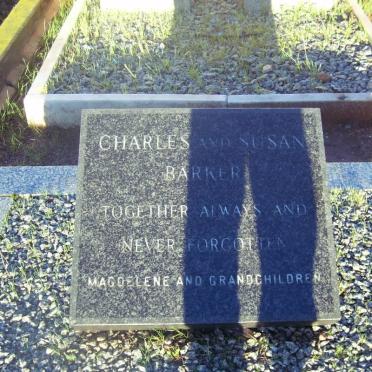 CHARLES AND SUSAN
BARKER
TOGETHER ALWAYS AND
NEVER FORGOTTEN
MAGDELENE AND GRANDCHILDREN